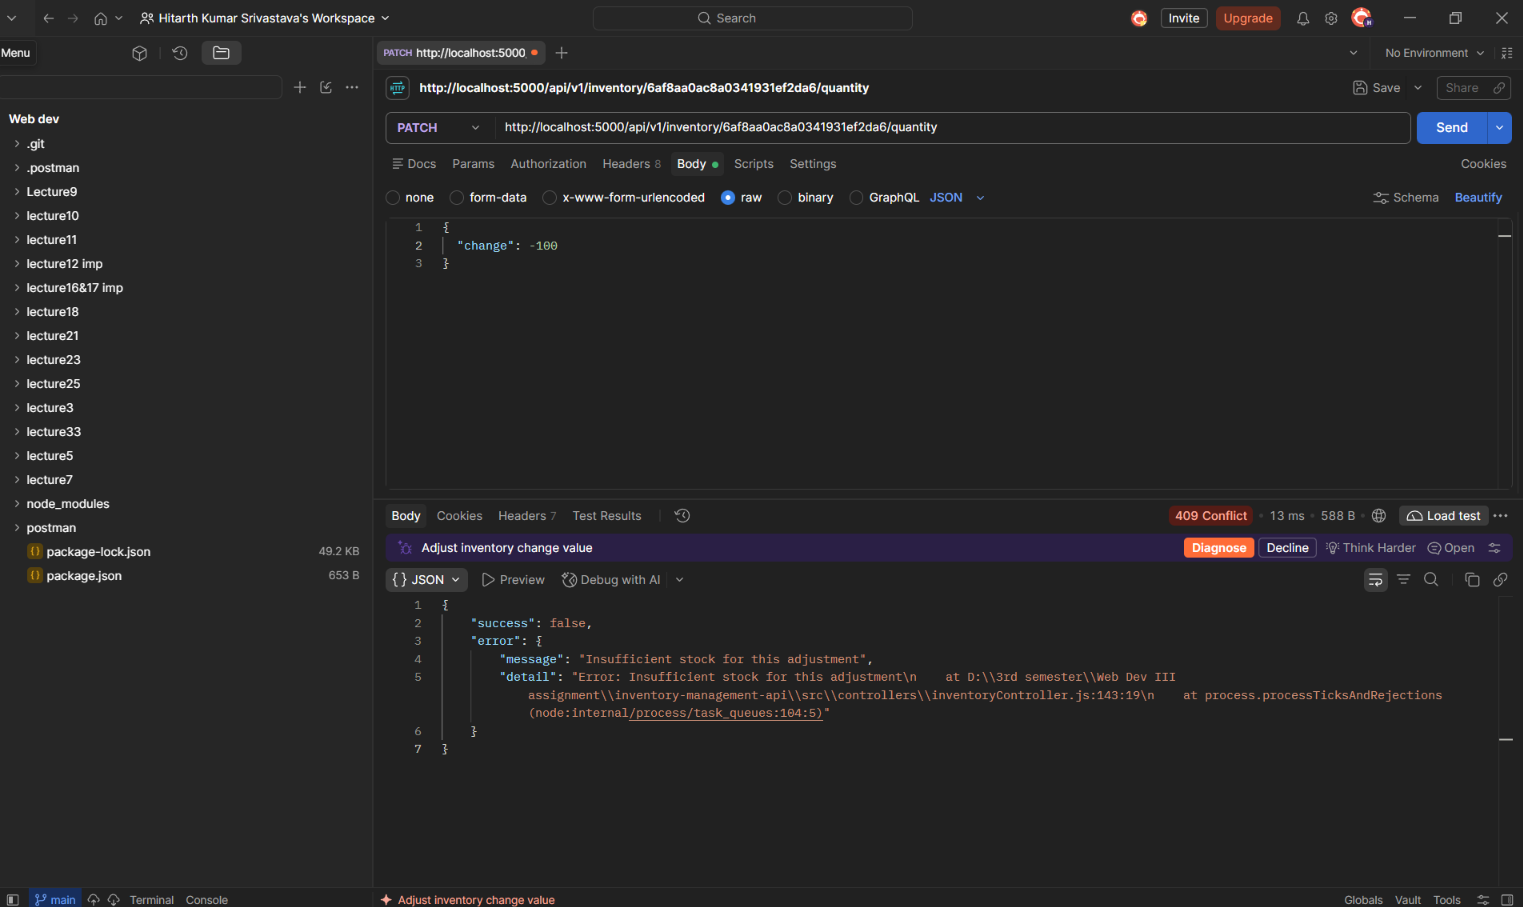 Hitarth Kumar Srivastava's Workspace
Search
Invite
Upgrade
Menu
PATCH http://localhost:5000
No Environment
http://localhost:5000/api/v1/inventory/6af8aa0ac8a0341931ef2da6/quantity
Save
Share
Web dev
PATCH
http://localhost:5000/api/v1/inventory/6af8aa0ac8a0341931ef2da6/quantity
Send
.git
.postman
Lecture9
lecture10
lecture11
lecture12 imp
lecture16&17 imp
lecture18
lecture21
lecture23
lecture25
lecture3
lecture33
lecture5
lecture7
node_modules
postman
{} package-lock.json 49.2 KB
{} package.json 653 B
Docs Params Authorization Headers 8 Body Scripts Settings Cookies
none form-data x-www-form-urlencoded raw binary GraphQL JSON Schema Beautify
1 {
2 "change": -100
3 }
Body Cookies Headers 7 Test Results 409 Conflict 13 ms 588 B Load test
Adjust inventory change value Diagnose Decline Think Harder Open
{} JSON Preview Debug with AI
1 {
2 "success": false,
3 "error": {
4 "message": "Insufficient stock for this adjustment",
5 "detail": "Error: Insufficient stock for this adjustment\n    at D:\\3rd semester\\Web Dev III
assignment\\inventory-management-api\\src\\controllers\\inventoryController.js:143:19\n    at process.processTicksAndRejections
(node:internal/process/task_queues:104:5)"
6 }
7 }
main Terminal Console Adjust inventory change value Globals Vault Tools